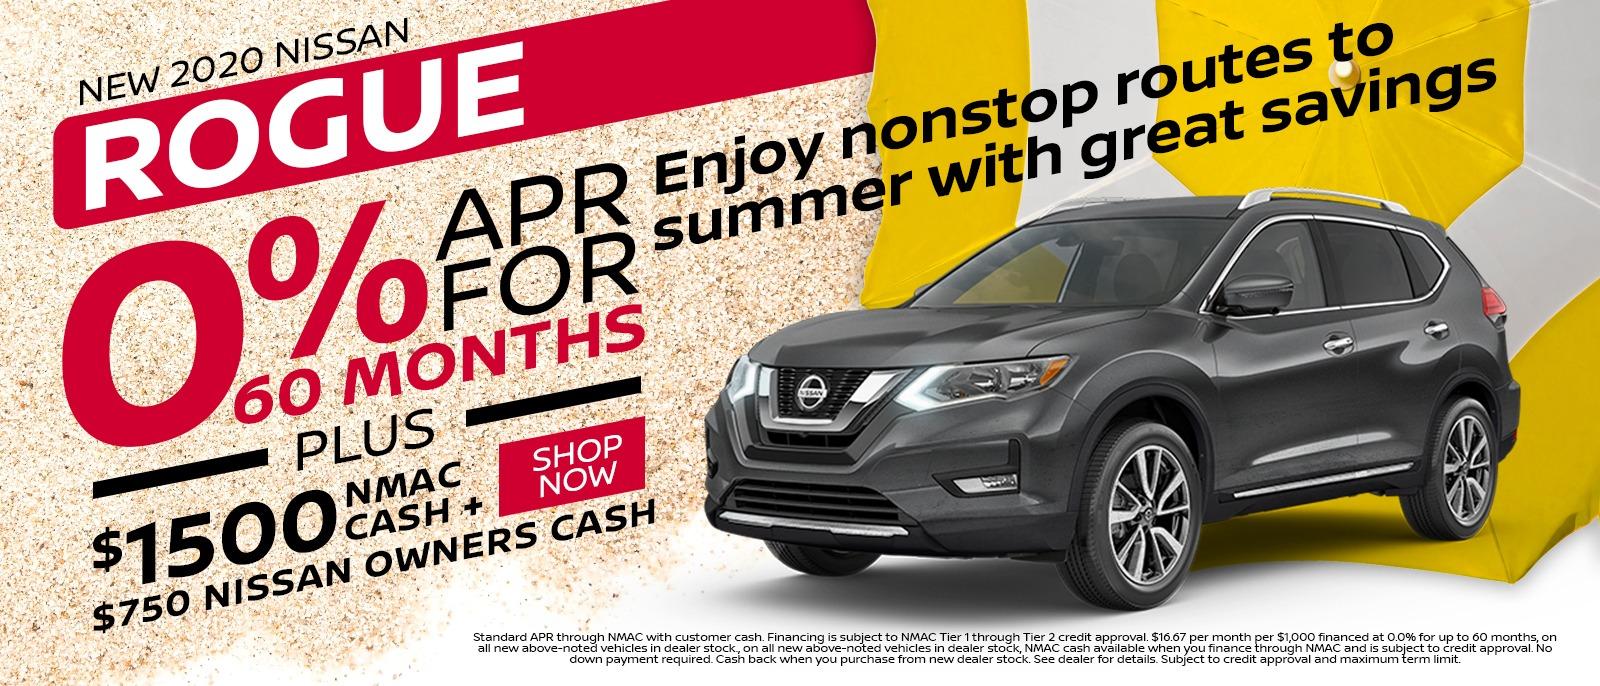 NEW 2020 NISSAN
ROGUE
0% APR
FOR
60 MONTHS
PLUS
$1500 NMAC
CASH +
$750 NISSAN OWNERS CASH
SHOP
NOW
Enjoy nonstop routes to
summer with great savings
NISSAN
Standard APR through NMAC with customer cash. Financing is subject to NMAC Tier 1 through Tier 2 credit approval. $16.67 per month per $1,000 financed at 0.0% for up to 60 months, on
all new above-noted vehicles in dealer stock., on all new above-noted vehicles in dealer stock, NMAC cash available when you finance through NMAC and is subject to credit approval. No
down payment required. Cash back when you purchase from new dealer stock. See dealer for details. Subject to credit approval and maximum term limit.